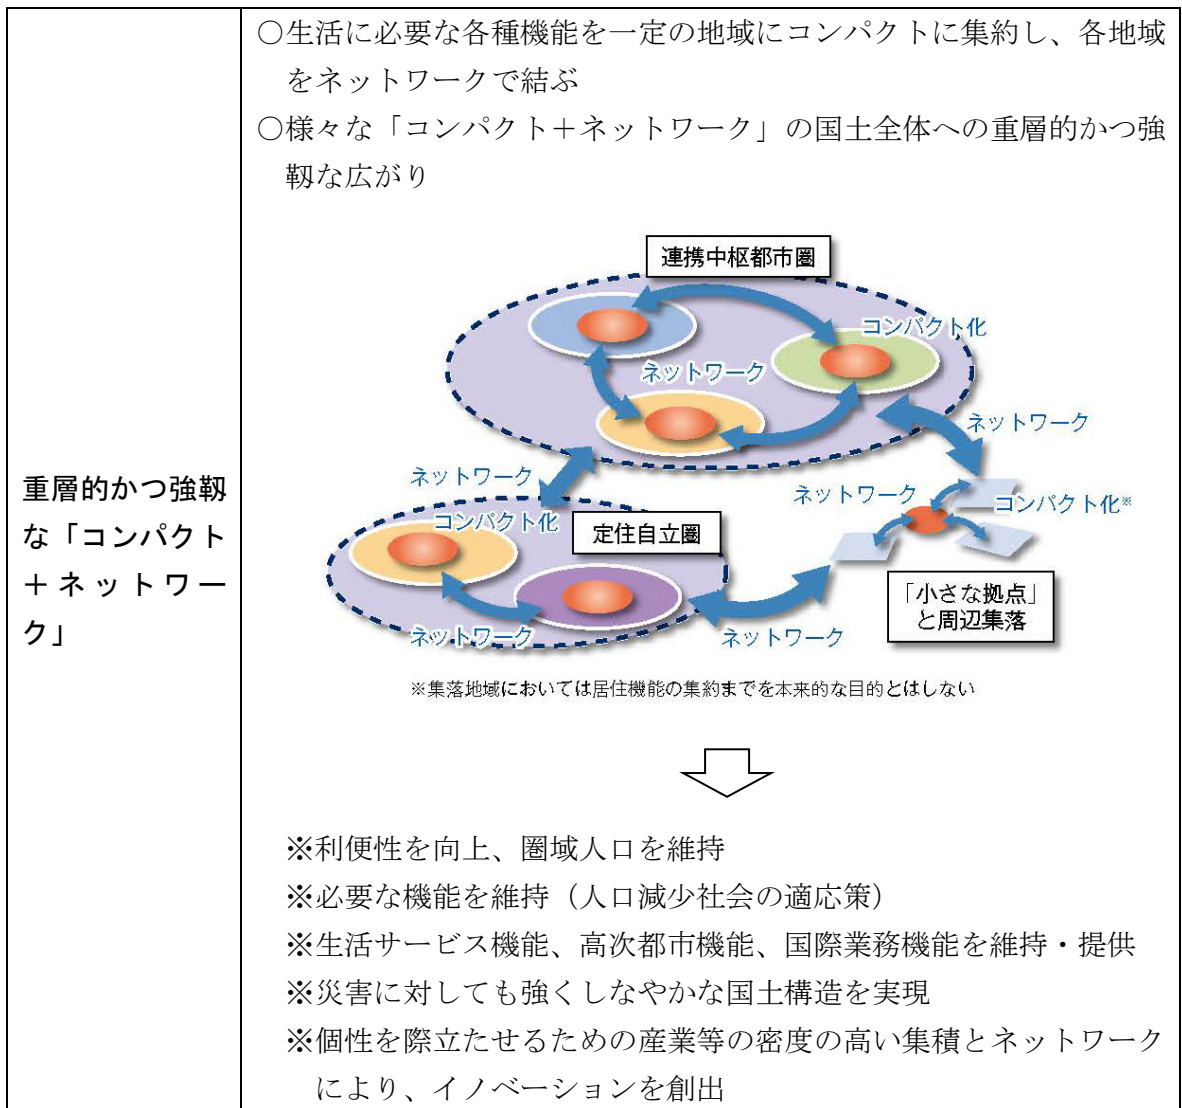 重層的かつ強靱
な「コンパクト
＋ネットワー
ク」
○生活に必要な各種機能を一定の地域にコンパクトに集約し、各地域
をネットワークで結ぶ
○様々な「コンパクト＋ネットワーク」の国土全体への重層的かつ強
靱な広がり
連携中枢都市圏
コンパクト化
ネットワーク
ネットワーク
ネットワーク
ネットワーク
コンパクト化※
コンパクト化
定住自立圏
「小さな拠点」
と周辺集落
ネットワーク
ネットワーク
※集落地域においては居住機能の集約までを本来的な目的とはしない
※利便性を向上、圏域人口を維持
※必要な機能を維持（人口減少社会の適応策）
※生活サービス機能、高次都市機能、国際業務機能を維持・提供
※災害に対しても強くしなやかな国土構造を実現
※個性を際立たせるための産業等の密度の高い集積とネットワーク
により、イノベーションを創出